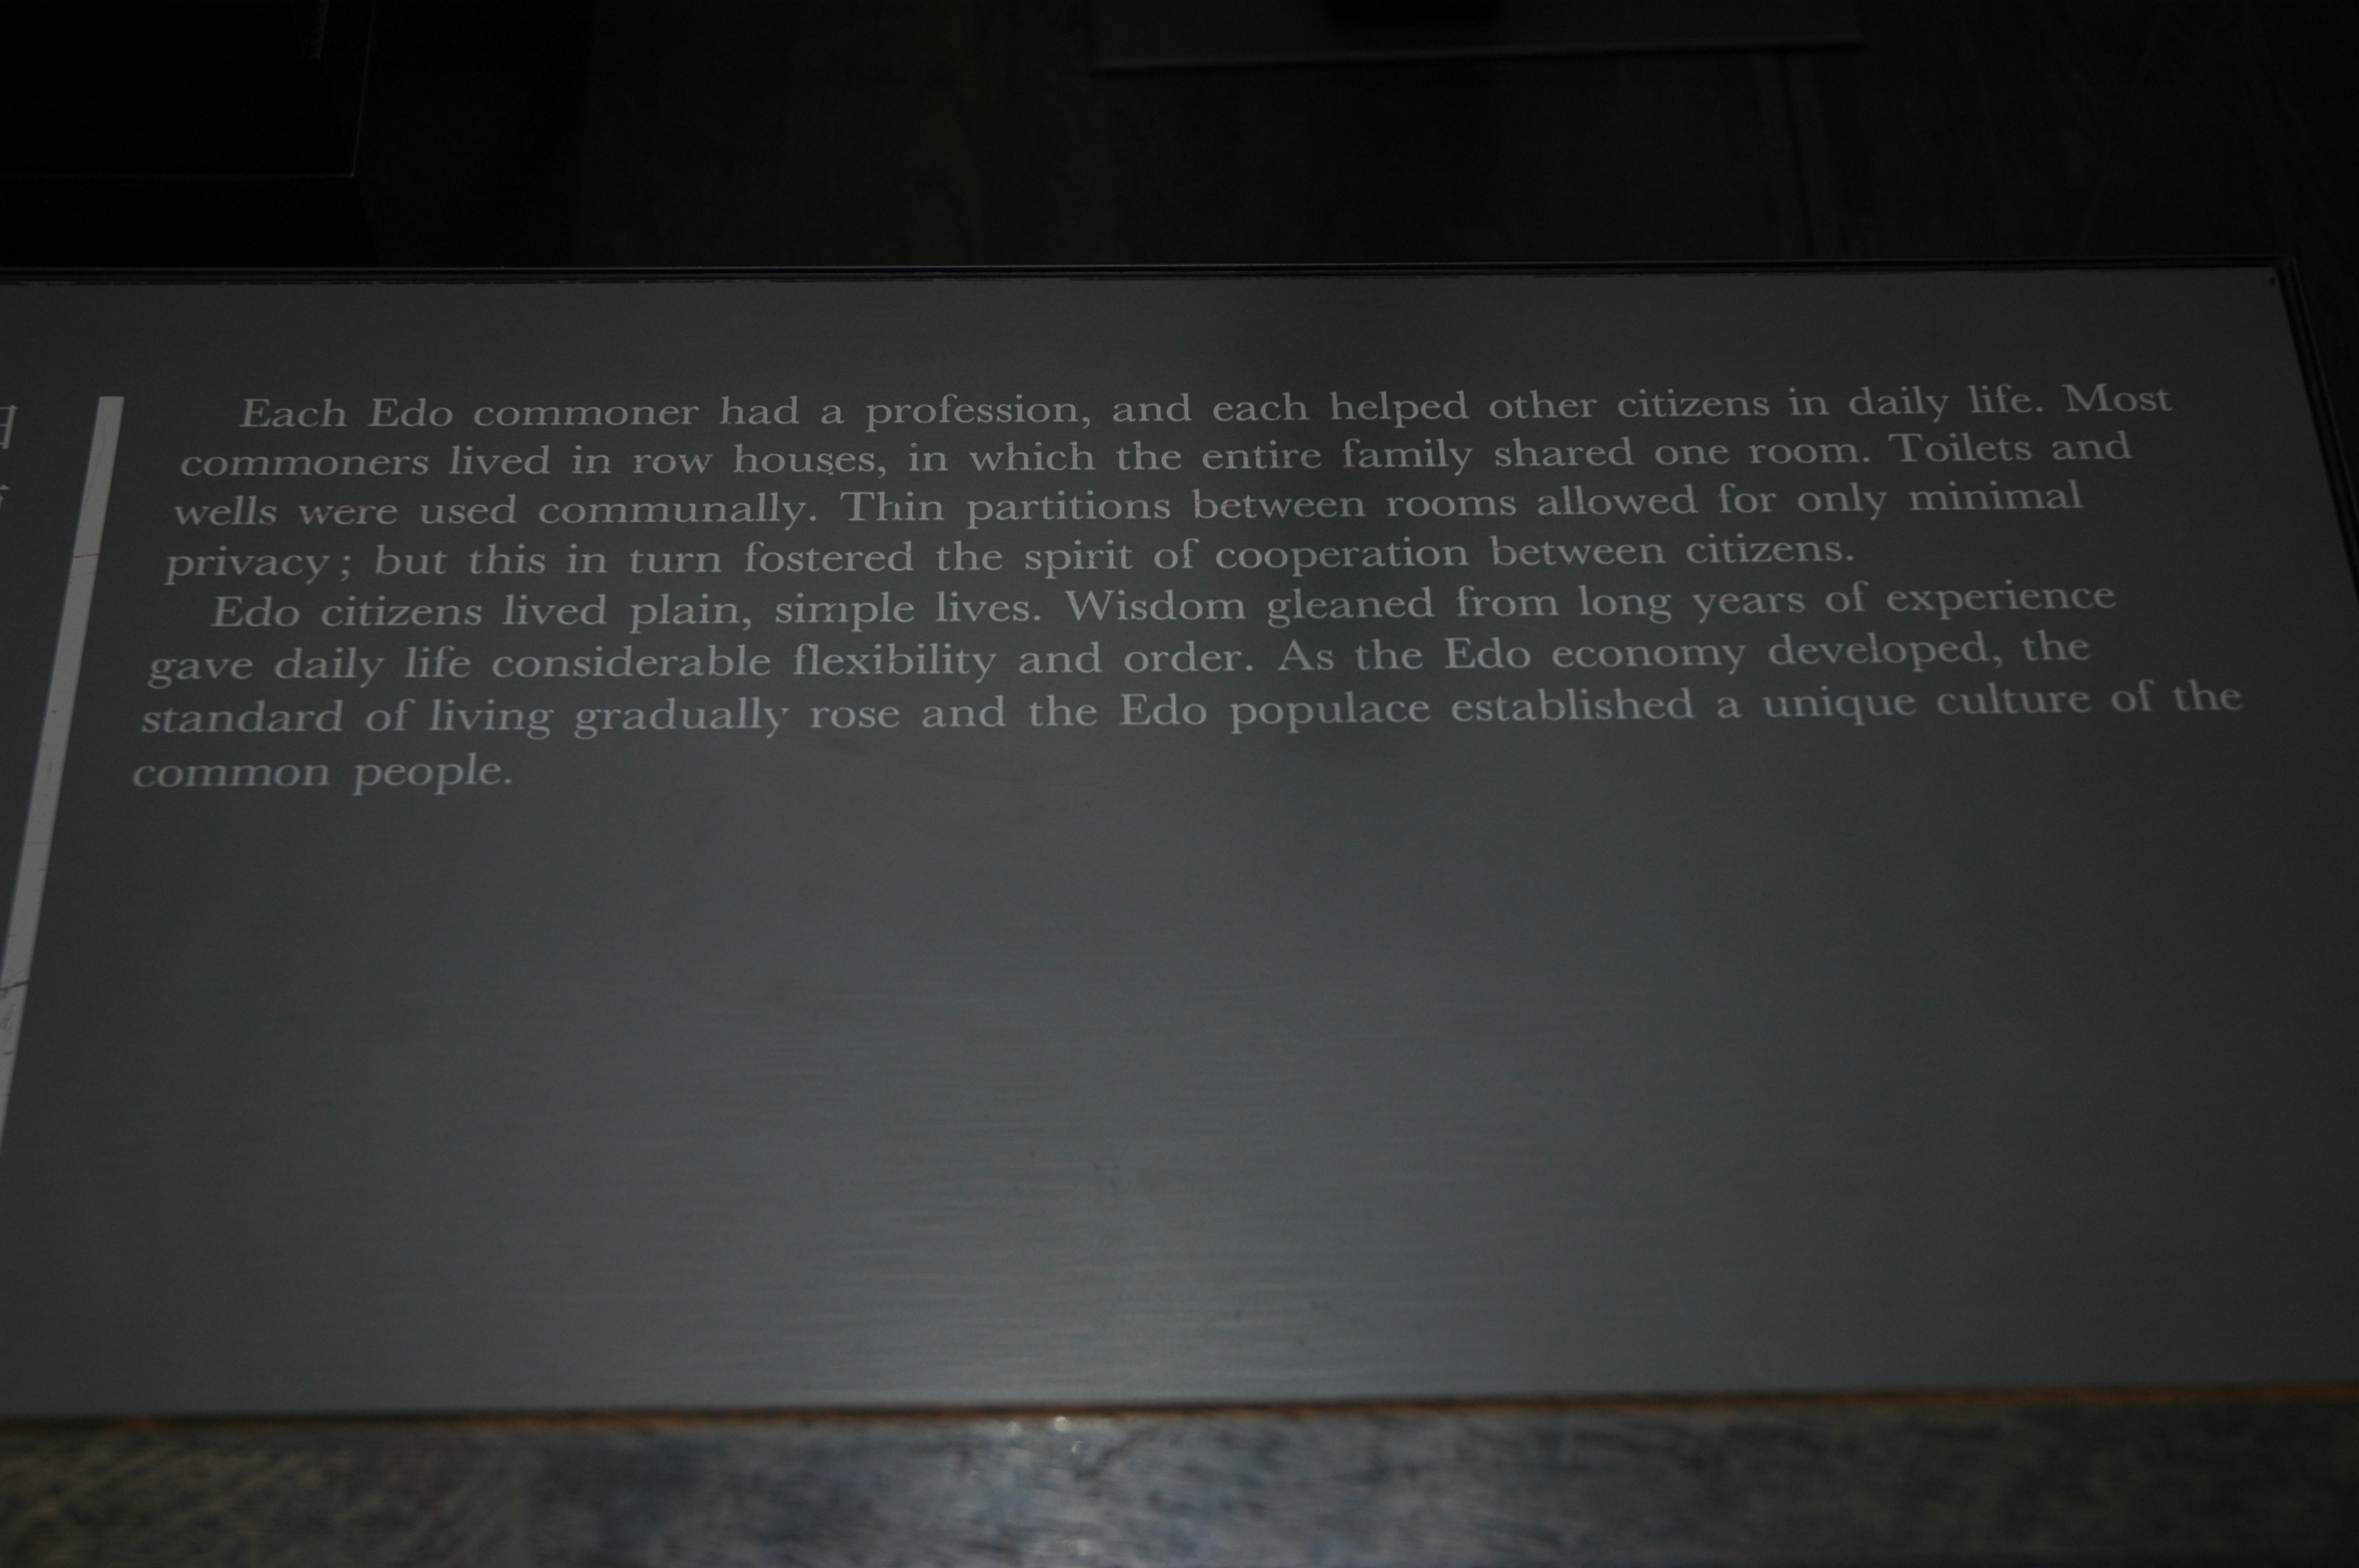 Each Edo commoner had a profession, and each helped other citizens in daily life. Most
commoners lived in row houses, in which the entire family shared one room. Toilets and
wells were used communally. Thin partitions between rooms allowed for only minimal
privacy; but this in turn fostered the spirit of cooperation between citizens.
Edo citizens lived plain, simple lives. Wisdom gleaned from long years of experience
gave daily life considerable flexibility and order. As the Edo economy developed, the
standard of living gradually rose and the Edo populace established a unique culture of the
common people.